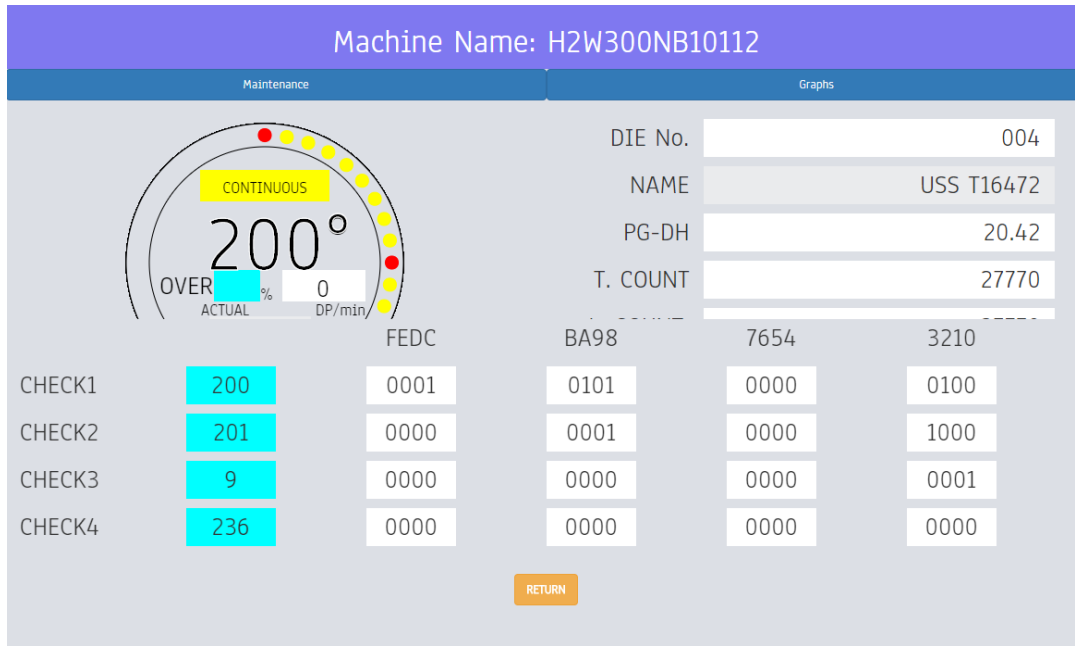 Machine Name: H2W300NB10112
Maintenance Graphs
CONTINUOUS
200°
OVER % 0
ACTUAL DP/min
DIE No. 004
NAME USS T16472
PG-DH 20.42
T. COUNT 27770
FEDC BA98 7654 3210
CHECK1 200 0001 0101 0000 0100
CHECK2 201 0000 0001 0000 1000
CHECK3 9 0000 0000 0000 0001
CHECK4 236 0000 0000 0000 0000
RETURN